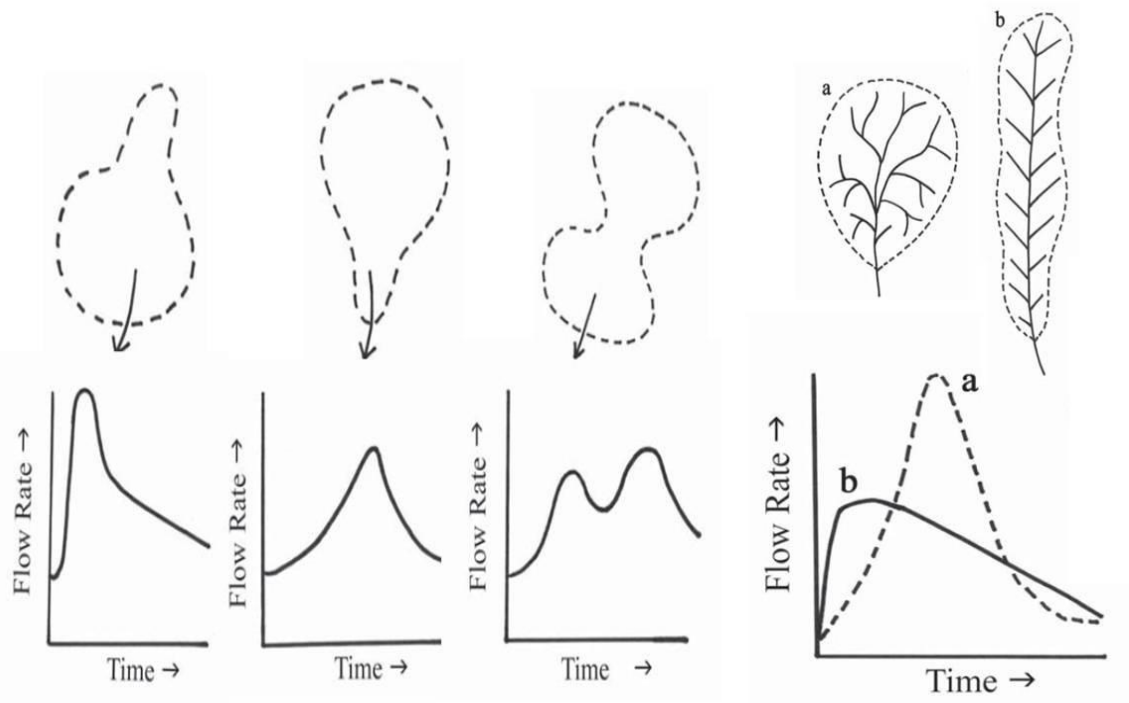 a
b
Flow Rate →
Time →
Flow Rate →
Time →
Flow Rate →
Time →
a
b
Flow Rate →
Time →